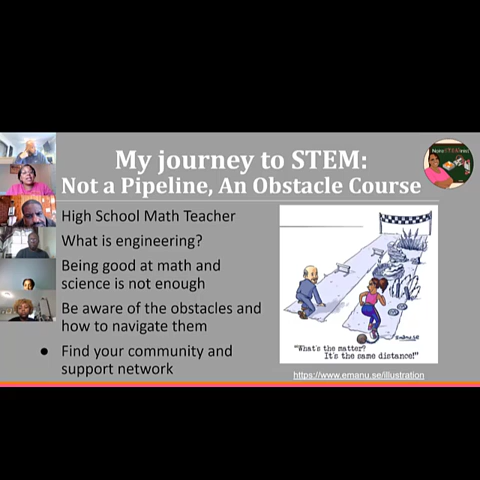 My journey to STEM:
Not a Pipeline, An Obstacle Course
High School Math Teacher
What is engineering?
Being good at math and
science is not enough
Be aware of the obstacles and
how to navigate them
• Find your community and
support network
"What's the matter?
It's the same distance!"
https://www.emanu.se/illustration